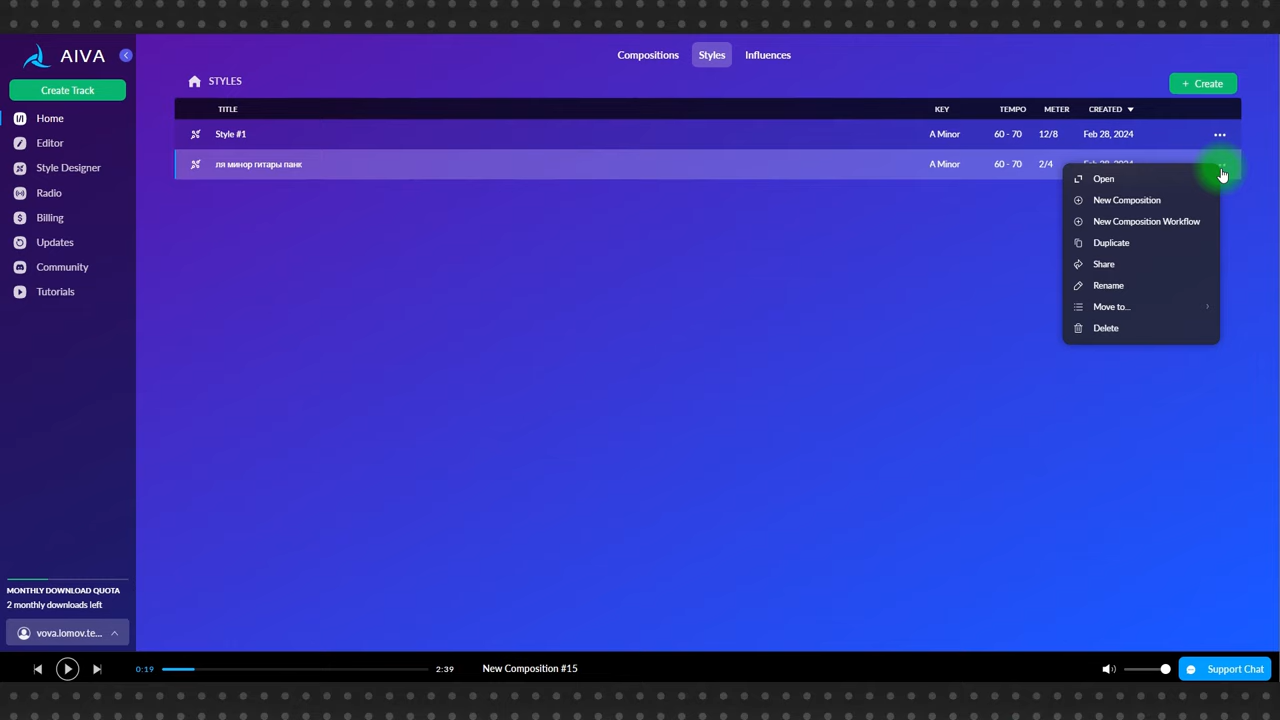 AIVA
Create Track
Home
Editor
Style Designer
Radio
Billing
Updates
Community
Tutorials
MONTHLY DOWNLOAD QUOTA
2 monthly downloads left
vova.lomov.te...
Compositions Styles Influences
STYLES
+ Create
TITLE KEY TEMPO METER CREATED
Style #1 A Minor 60 - 70 12/8 Feb 28, 2024
ля минор гитары панк A Minor 60 - 70 2/4 Feb 28, 2024
Open
New Composition
New Composition Workflow
Duplicate
Share
Rename
Move to...
Delete
0:19 2:39 New Composition #15 Support Chat